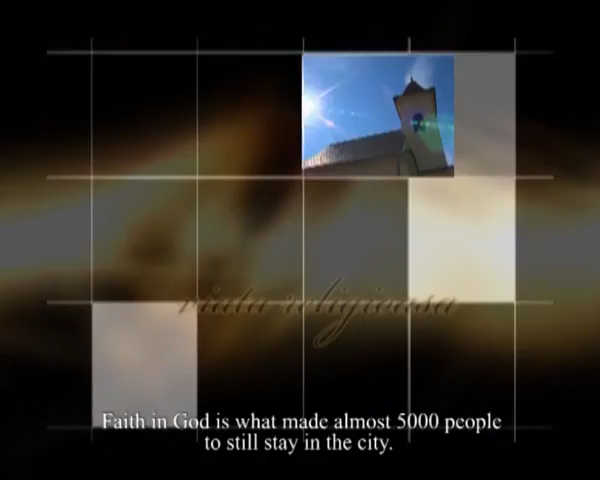 viata religioasa
Faith in God is what made almost 5000 people
to still stay in the city.